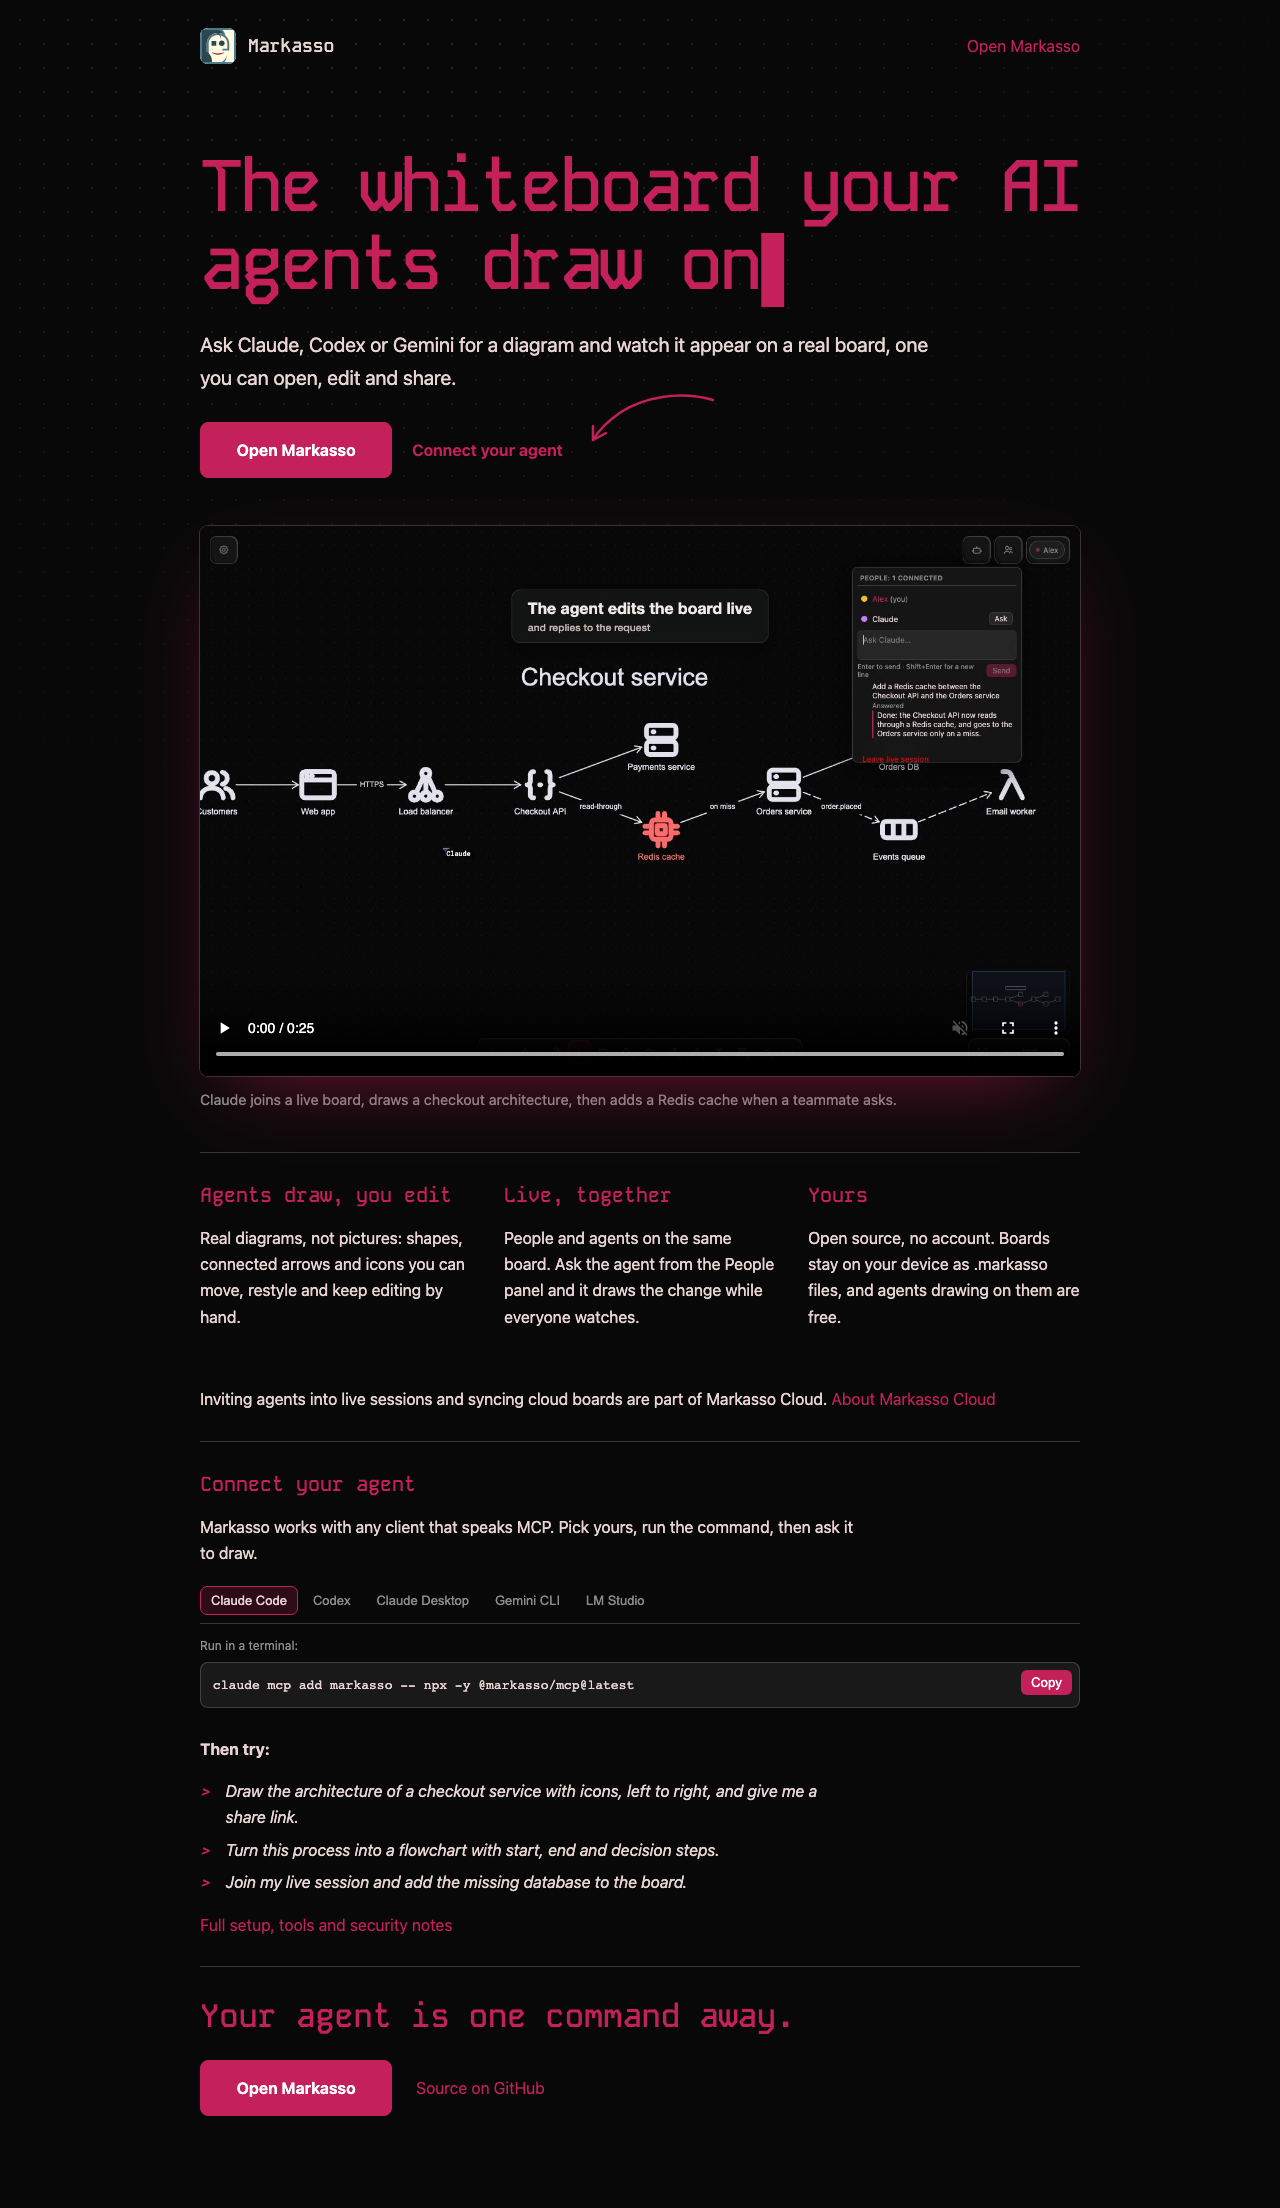 Markasso
Open Markasso
The whiteboard your AI
agents draw on
Ask Claude, Codex or Gemini for a diagram and watch it appear on a real board, one
you can open, edit and share.
Open Markasso
Connect your agent
Alex
PEOPLE: 1 CONNECTED
Alex (you)
Claude
Ask
Ask Claude...
Enter to send · Shift+Enter for a new
line
Send
Add a Redis cache between the
Checkout API and the Orders service
Answered
Done: the Checkout API now reads
through a Redis cache, and goes to the
Orders service only on a miss.
Leave live session
The agent edits the board live
and replies to the request
Checkout service
Payments service
Orders DB
HTTPS
Customers
Web app
Load balancer
Checkout API
read-through
on miss
Orders service
order.placed
Email worker
Claude
Redis cache
Events queue
0:00 / 0:25
Claude joins a live board, draws a checkout architecture, then adds a Redis cache when a teammate asks.
Agents draw, you edit
Real diagrams, not pictures: shapes,
connected arrows and icons you can
move, restyle and keep editing by
hand.
Live, together
People and agents on the same
board. Ask the agent from the People
panel and it draws the change while
everyone watches.
Yours
Open source, no account. Boards
stay on your device as .markasso
files, and agents drawing on them are
free.
Inviting agents into live sessions and syncing cloud boards are part of Markasso Cloud. About Markasso Cloud
Connect your agent
Markasso works with any client that speaks MCP. Pick yours, run the command, then ask it
to draw.
Claude Code
Codex
Claude Desktop
Gemini CLI
LM Studio
Run in a terminal:
claude mcp add markasso -- npx -y @markasso/mcp@latest
Copy
Then try:
> Draw the architecture of a checkout service with icons, left to right, and give me a
share link.
> Turn this process into a flowchart with start, end and decision steps.
> Join my live session and add the missing database to the board.
Full setup, tools and security notes
Your agent is one command away.
Open Markasso
Source on GitHub